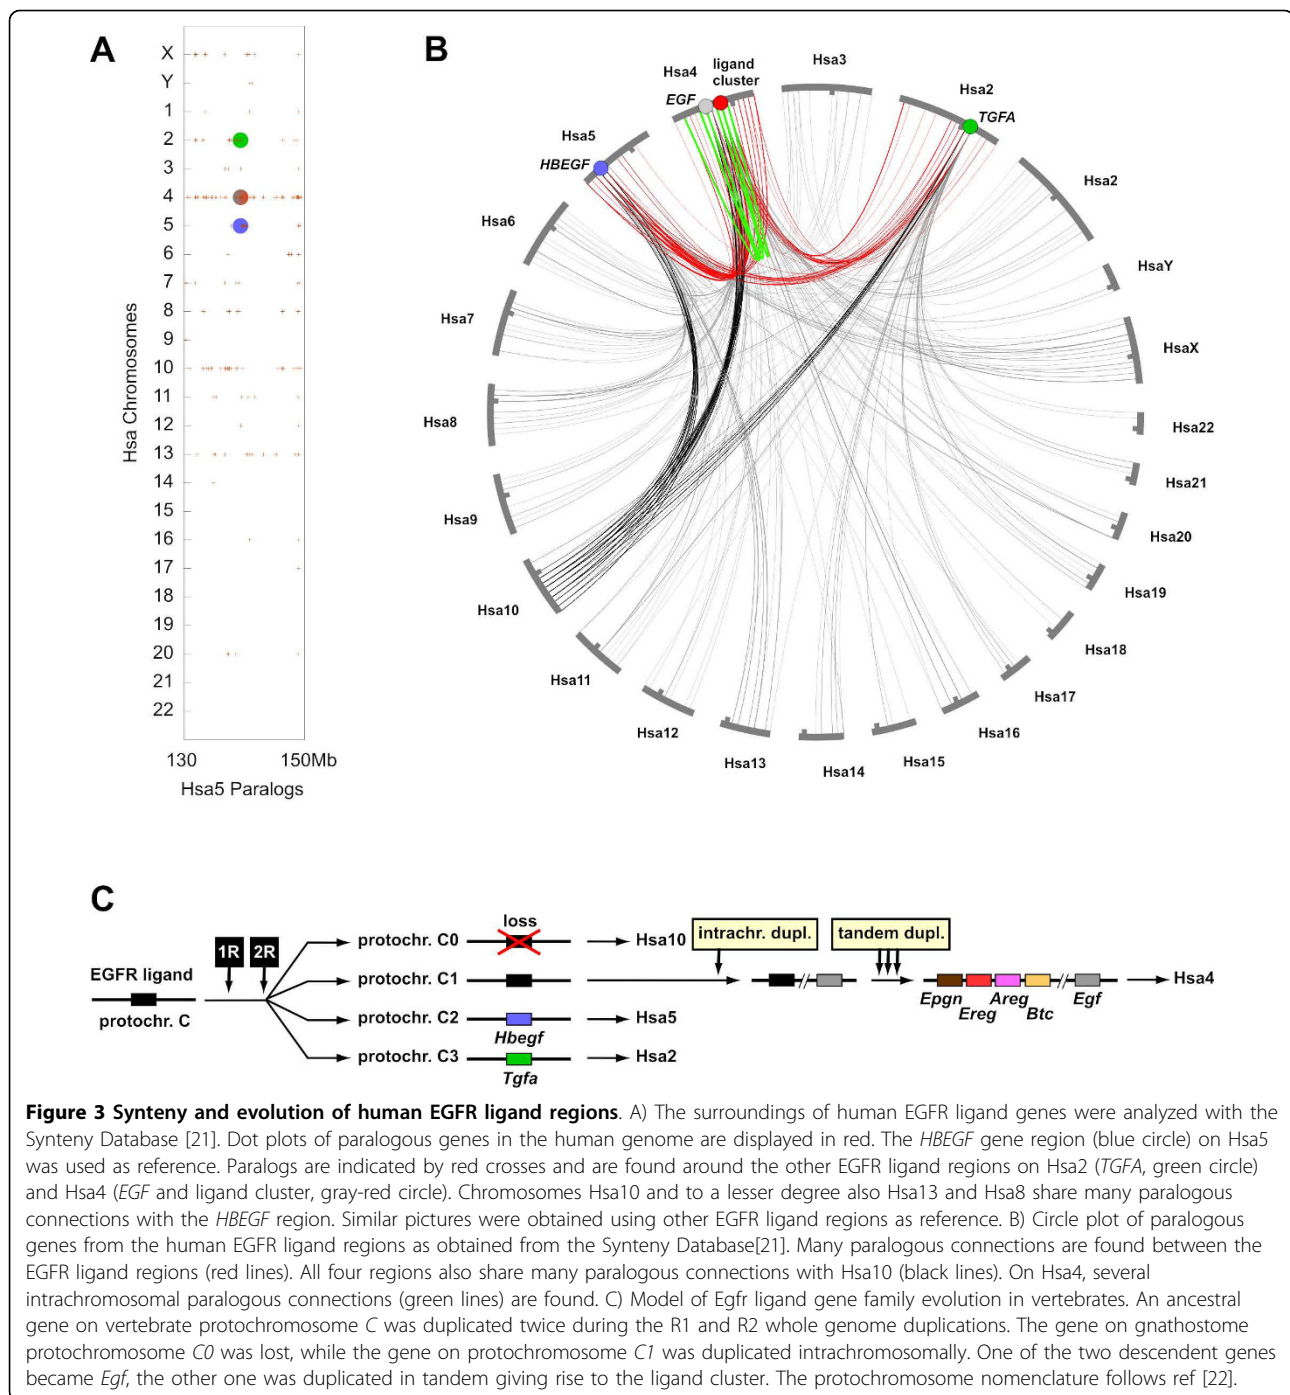 A
X
Y
1
2
3
4
5
6
7
8
9
10
11
12
13
14
16
17
18
19
20
21
22
Hsa Chromosomes
130
150Mb
Hsa5 Paralogs
B
Hsa4
EGF
ligand
cluster
Hsa3
Hsa2
TGFA
Hsa2
HsaY
HsaX
Hsa22
Hsa21
Hsa20
Hsa19
Hsa18
Hsa17
Hsa16
Hsa15
Hsa14
Hsa13
Hsa12
Hsa11
Hsa10
Hsa9
Hsa8
Hsa7
Hsa6
Hsa5
HBEGF
C
EGFR ligand
protochr. C
1R
2R
protochr. C0
loss
Hsa10
protochr. C1
intrachr. dupl.
tandem dupl.
Epgn
Ereg
Areg
Btc
Egf
Hsa4
protochr. C2
Hbegf
Hsa5
protochr. C3
Tgfa
Hsa2
Figure 3 Synteny and evolution of human EGFR ligand regions. A) The surroundings of human EGFR ligand genes were analyzed with the
Synteny Database [21]. Dot plots of paralogous genes in the human genome are displayed in red. The HBEGF gene region (blue circle) on Hsa5
was used as reference. Paralogs are indicated by red crosses and are found around the other EGFR ligand regions on Hsa2 (TGFA, green circle)
and Hsa4 (EGF and ligand cluster, gray-red circle). Chromosomes Hsa10 and to a lesser degree also Hsa13 and Hsa8 share many paralogous
connections with the HBEGF region. Similar pictures were obtained using other EGFR ligand regions as reference. B) Circle plot of paralogous
genes from the human EGFR ligand regions as obtained from the Synteny Database[21]. Many paralogous connections are found between the
EGFR ligand regions (red lines). All four regions also share many paralogous connections with Hsa10 (black lines). On Hsa4, several
intrachromosomal paralogous connections (green lines) are found. C) Model of Egfr ligand gene family evolution in vertebrates. An ancestral
gene on vertebrate protochromosome C was duplicated twice during the R1 and R2 whole genome duplications. The gene on gnathostome
protochromosome C0 was lost, while the gene on protochromosome C1 was duplicated intrachromosomally. One of the two descendent genes
became Egf, the other one was duplicated in tandem giving rise to the ligand cluster. The protochromosome nomenclature follows ref [22].